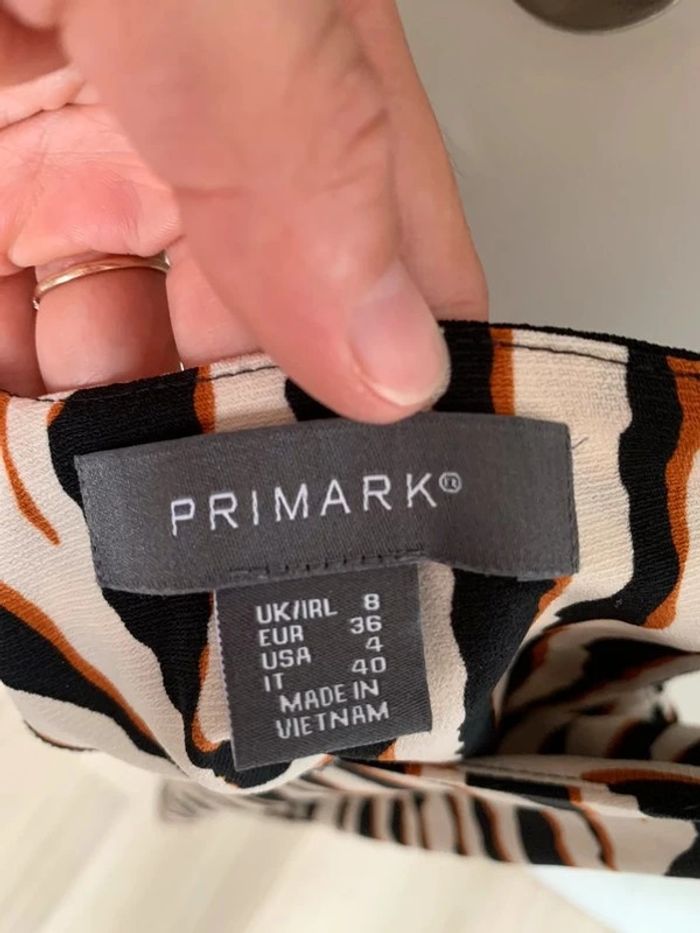 PRIMARK®
UK/IRL 8
EUR 36
USA 4
IT 40
MADE IN
VIETNAM